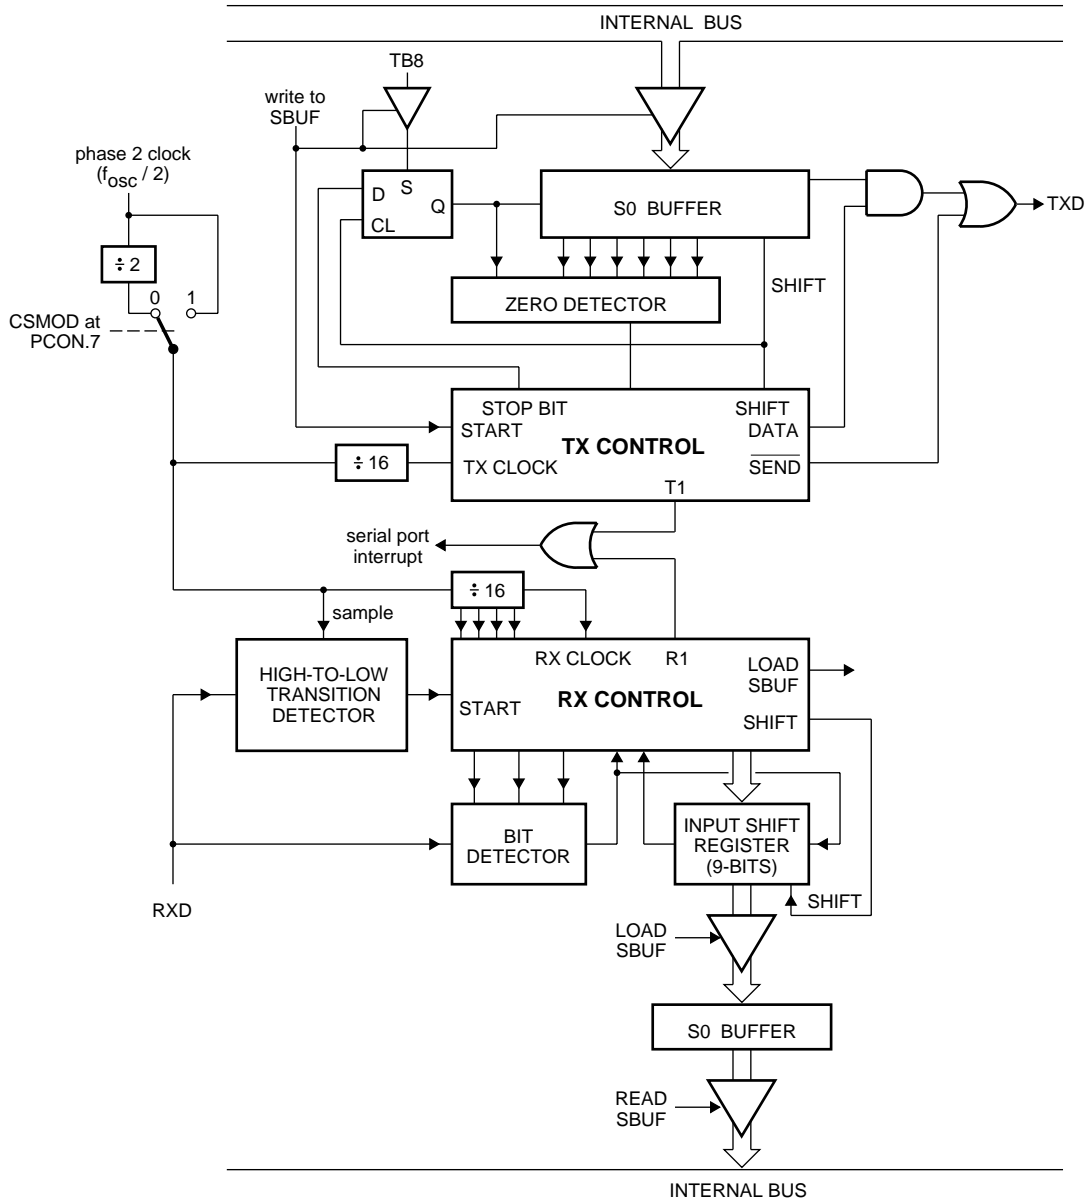 INTERNAL BUS
TB8
write to
SBUF
phase 2 clock
(fosc / 2)
D
S
Q
CL
S0 BUFFER
TXD
÷ 2
0
1
CSMOD at
PCON.7
ZERO DETECTOR
SHIFT
STOP BIT
SHIFT
START
DATA
TX CONTROL
÷ 16
TX CLOCK
SEND
T1
serial port
interrupt
÷ 16
sample
HIGH-TO-LOW
TRANSITION
DETECTOR
RX CLOCK
R1
LOAD
SBUF
START
RX CONTROL
SHIFT
BIT
DETECTOR
INPUT SHIFT
REGISTER
(9-BITS)
RXD
SHIFT
LOAD
SBUF
S0 BUFFER
READ
SBUF
INTERNAL BUS